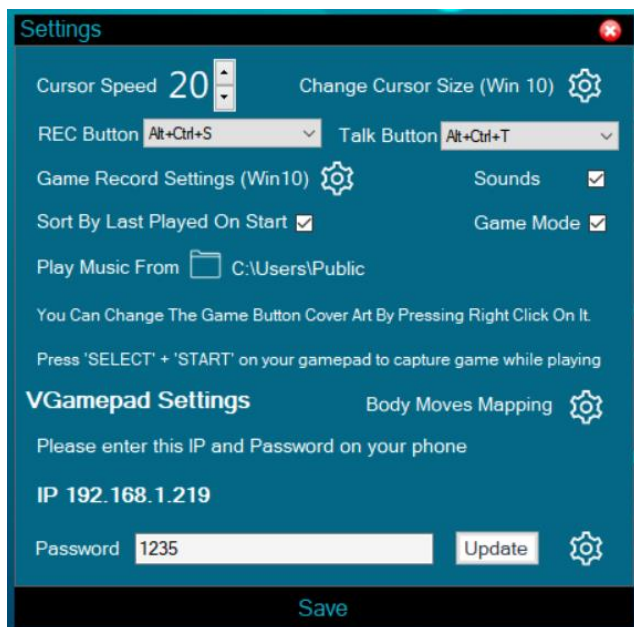 Settings
Cursor Speed 20 Change Cursor Size (Win 10)
REC Button Alt+Ctrl+S Talk Button Alt+Ctrl+T
Game Record Settings (Win10) Sounds
Sort By Last Played On Start Game Mode
Play Music From C:\Users\Public
You Can Change The Game Button Cover Art By Pressing Right Click On It.
Press 'SELECT' + 'START' on your gamepad to capture game while playing
VGamepad Settings Body Moves Mapping
Please enter this IP and Password on your phone
IP 192.168.1.219
Password 1235 Update
Save